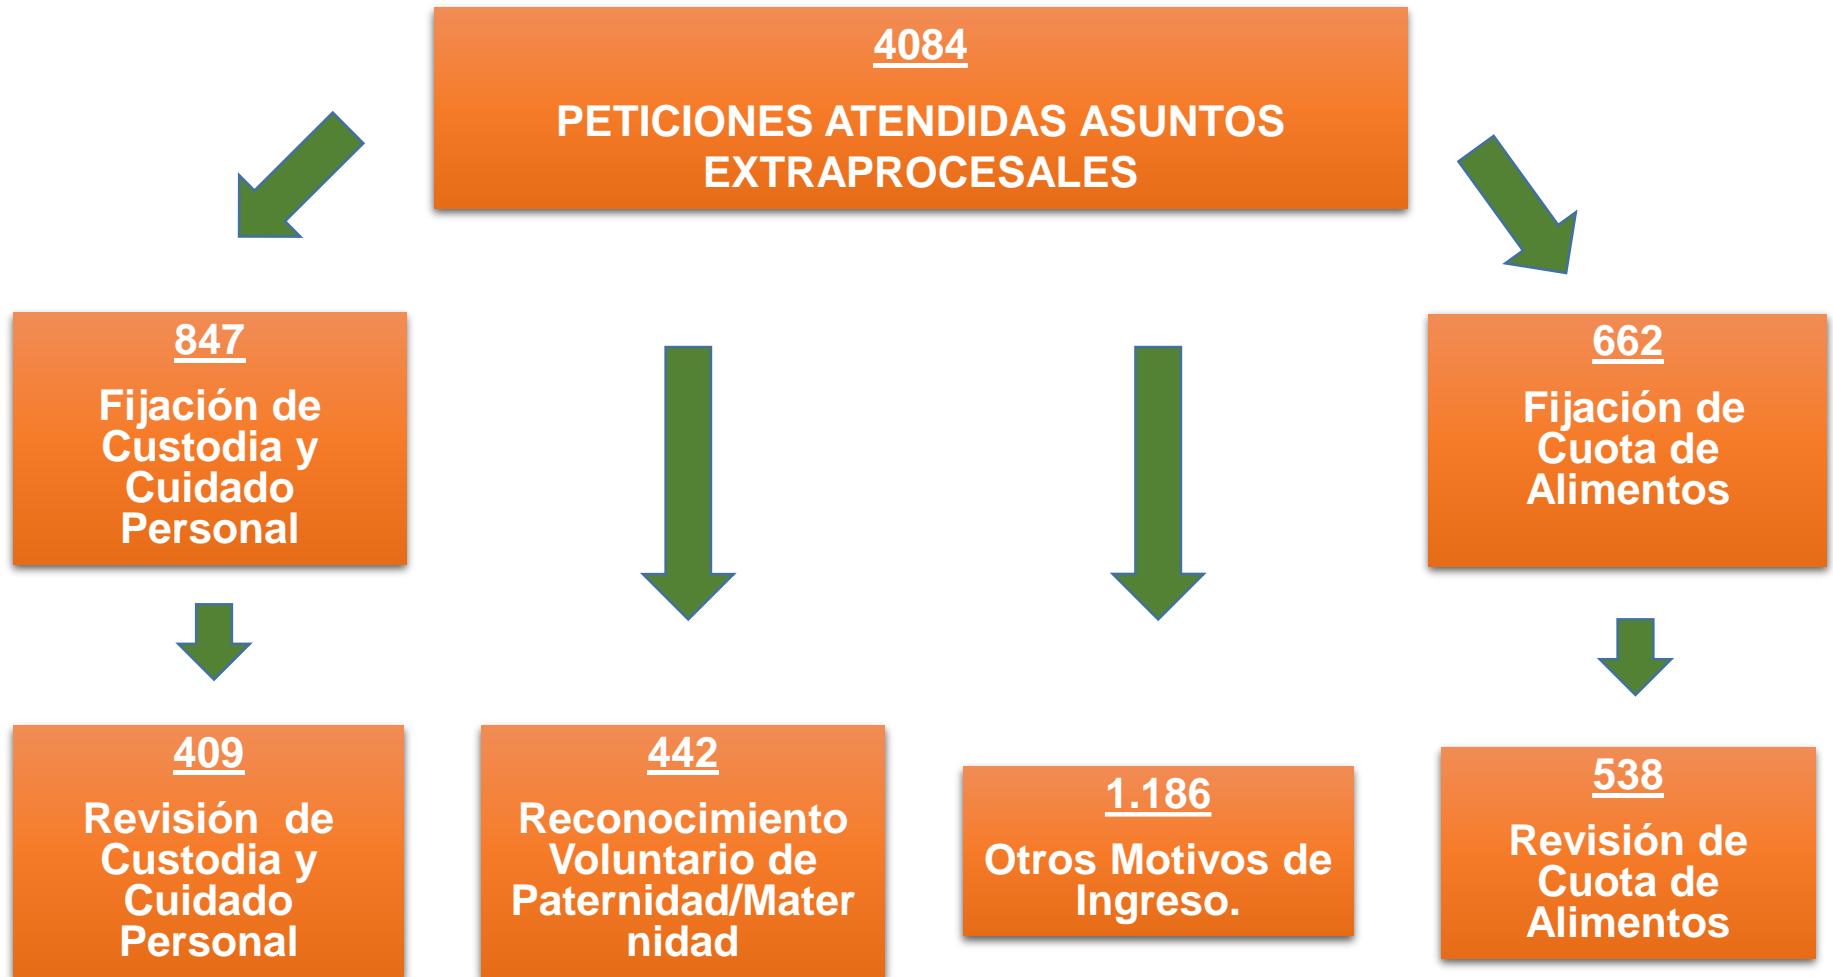 4084
PETICIONES ATENDIDAS ASUNTOS
EXTRAPROCESALES
847
Fijación de
Custodia y
Cuidado
Personal
662
Fijación de
Cuota de
Alimentos
409
Revisión de
Custodia y
Cuidado
Personal
442
Reconocimiento
Voluntario de
Paternidad/Mater
nidad
1.186
Otros Motivos de
Ingreso.
538
Revisión de
Cuota de
Alimentos